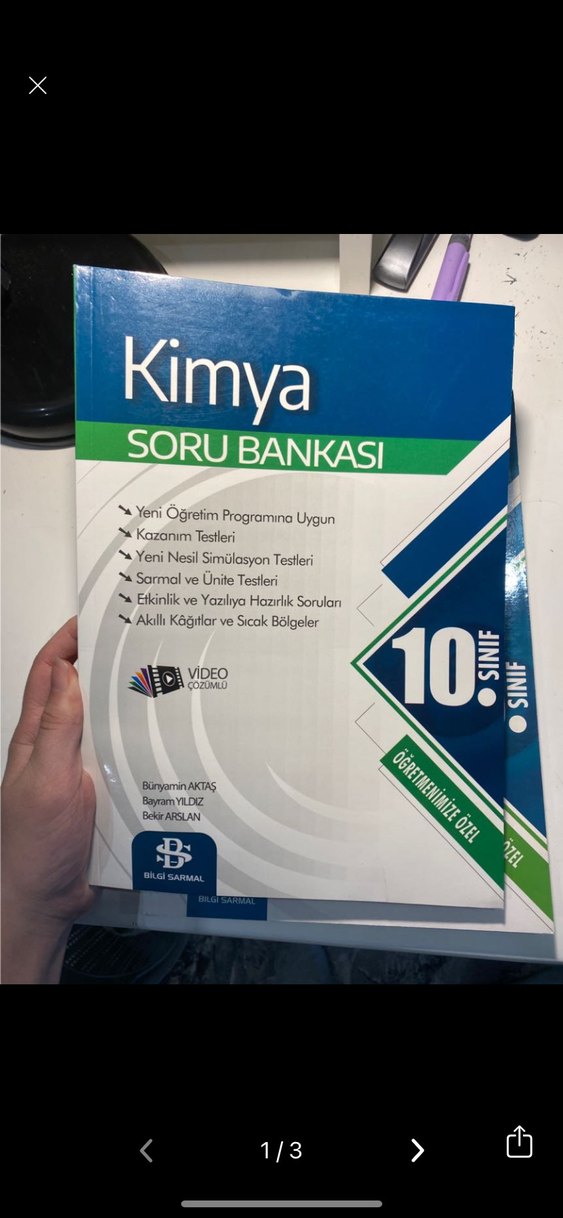 Kimya
SORU BANKASI
Yeni Öğretim Programına Uygun
Kazanım Testleri
Yeni Nesil Simülasyon Testleri
Sarmal ve Ünite Testleri
Etkinlik ve Yazılıya Hazırlık Soruları
Akıllı Kâğıtlar ve Sıcak Bölgeler
10. SINIF
SINIF
VİDEO
ÇÖZÜMLÜ
ÖĞRETMENİMİZE ÖZEL
ÖZEL
Bünyamin AKTAŞ
Bayram YILDIZ
Bekir ARSLAN
BİLGİ SARMAL
BİLGİ SARMAL
1 / 3